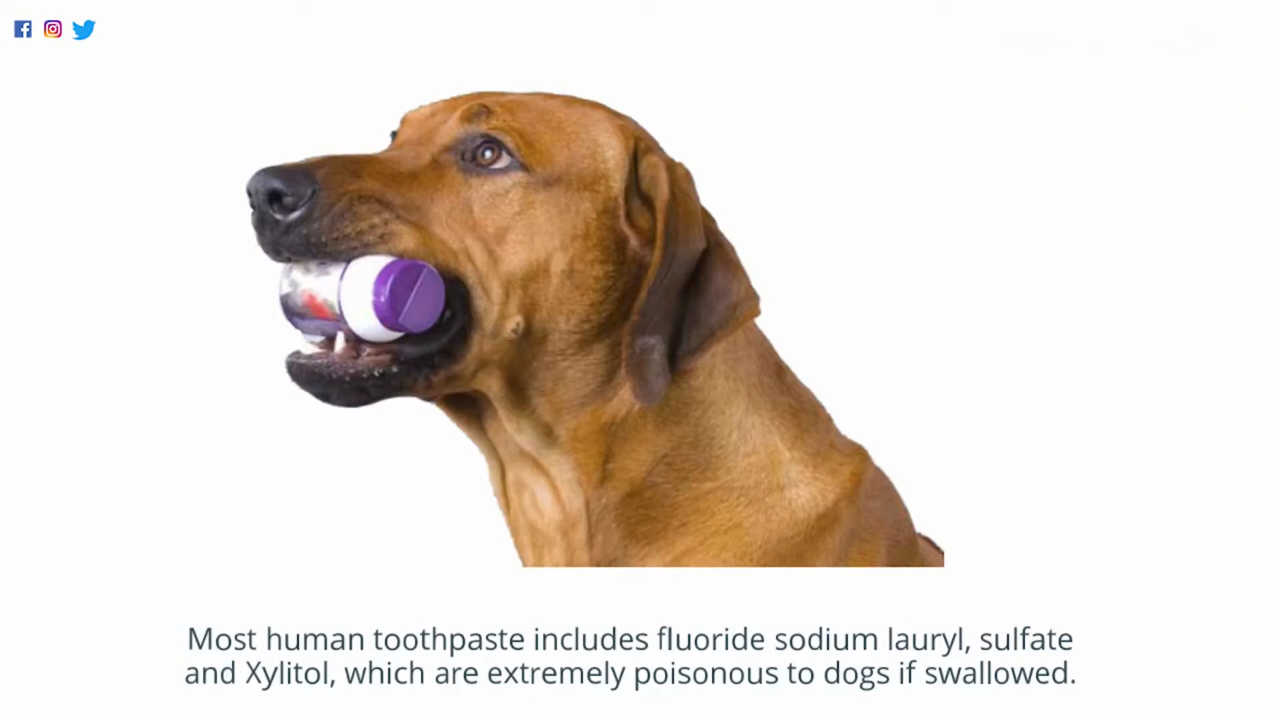 Most human toothpaste includes fluoride sodium lauryl, sulfate
and Xylitol, which are extremely poisonous to dogs if swallowed.